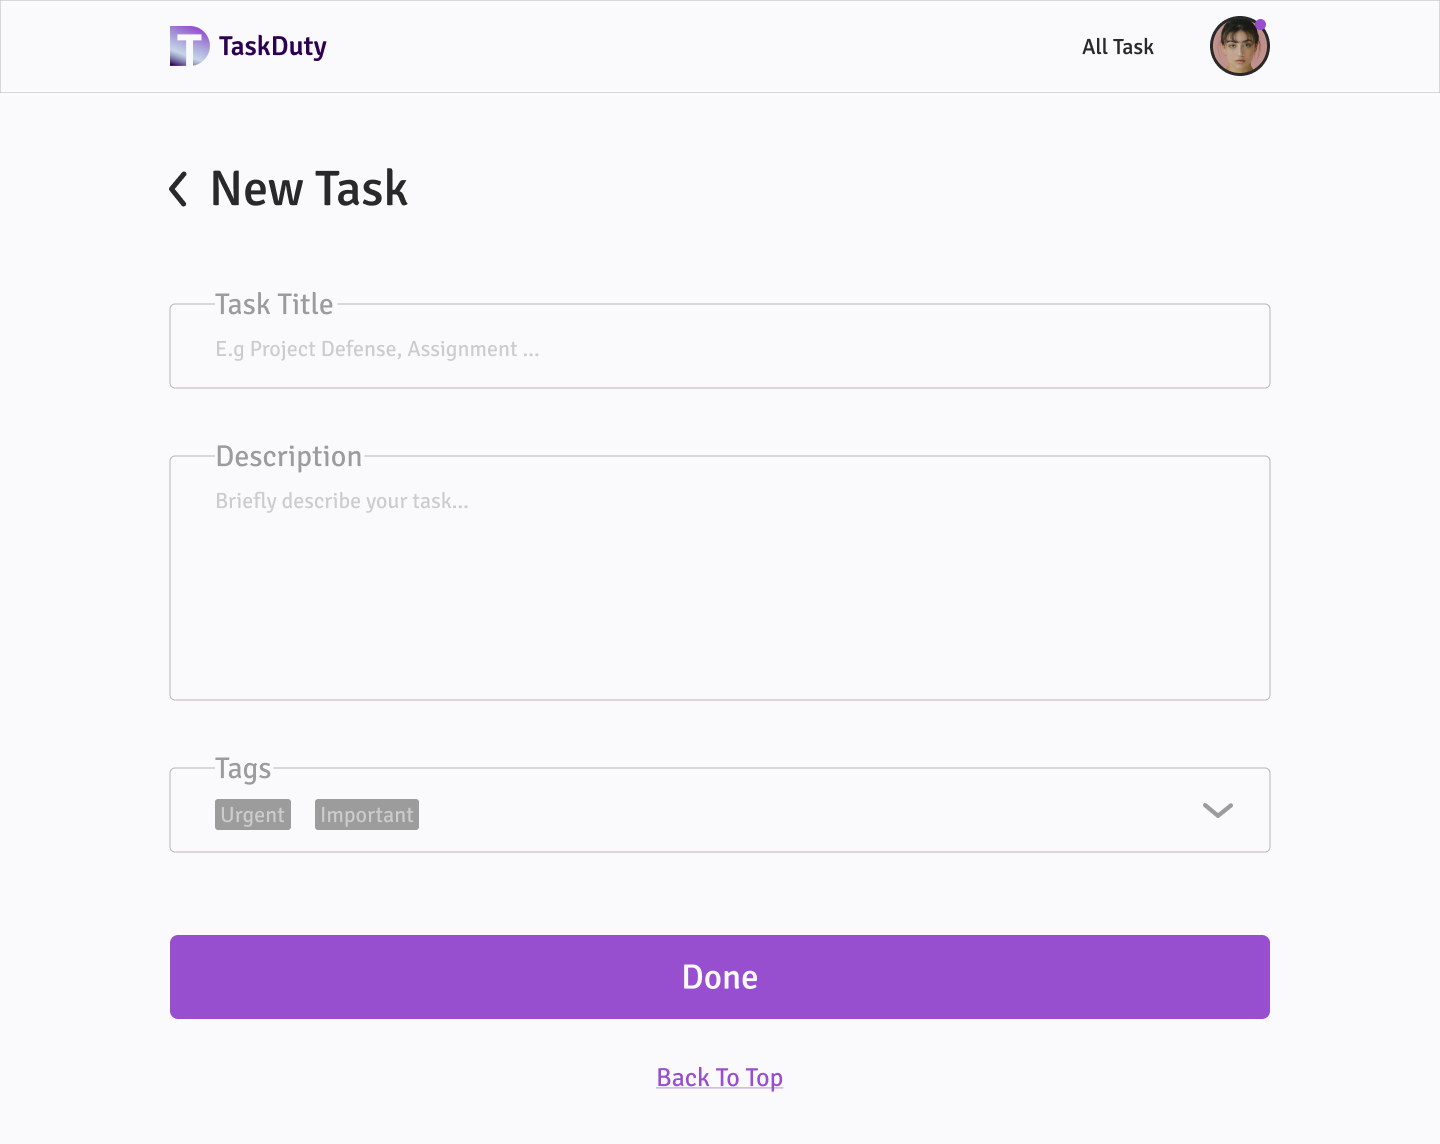 TaskDuty
All Task
New Task
Task Title
E.g Project Defense, Assignment ...
Description
Briefly describe your task...
Tags
Urgent Important
Done
Back To Top